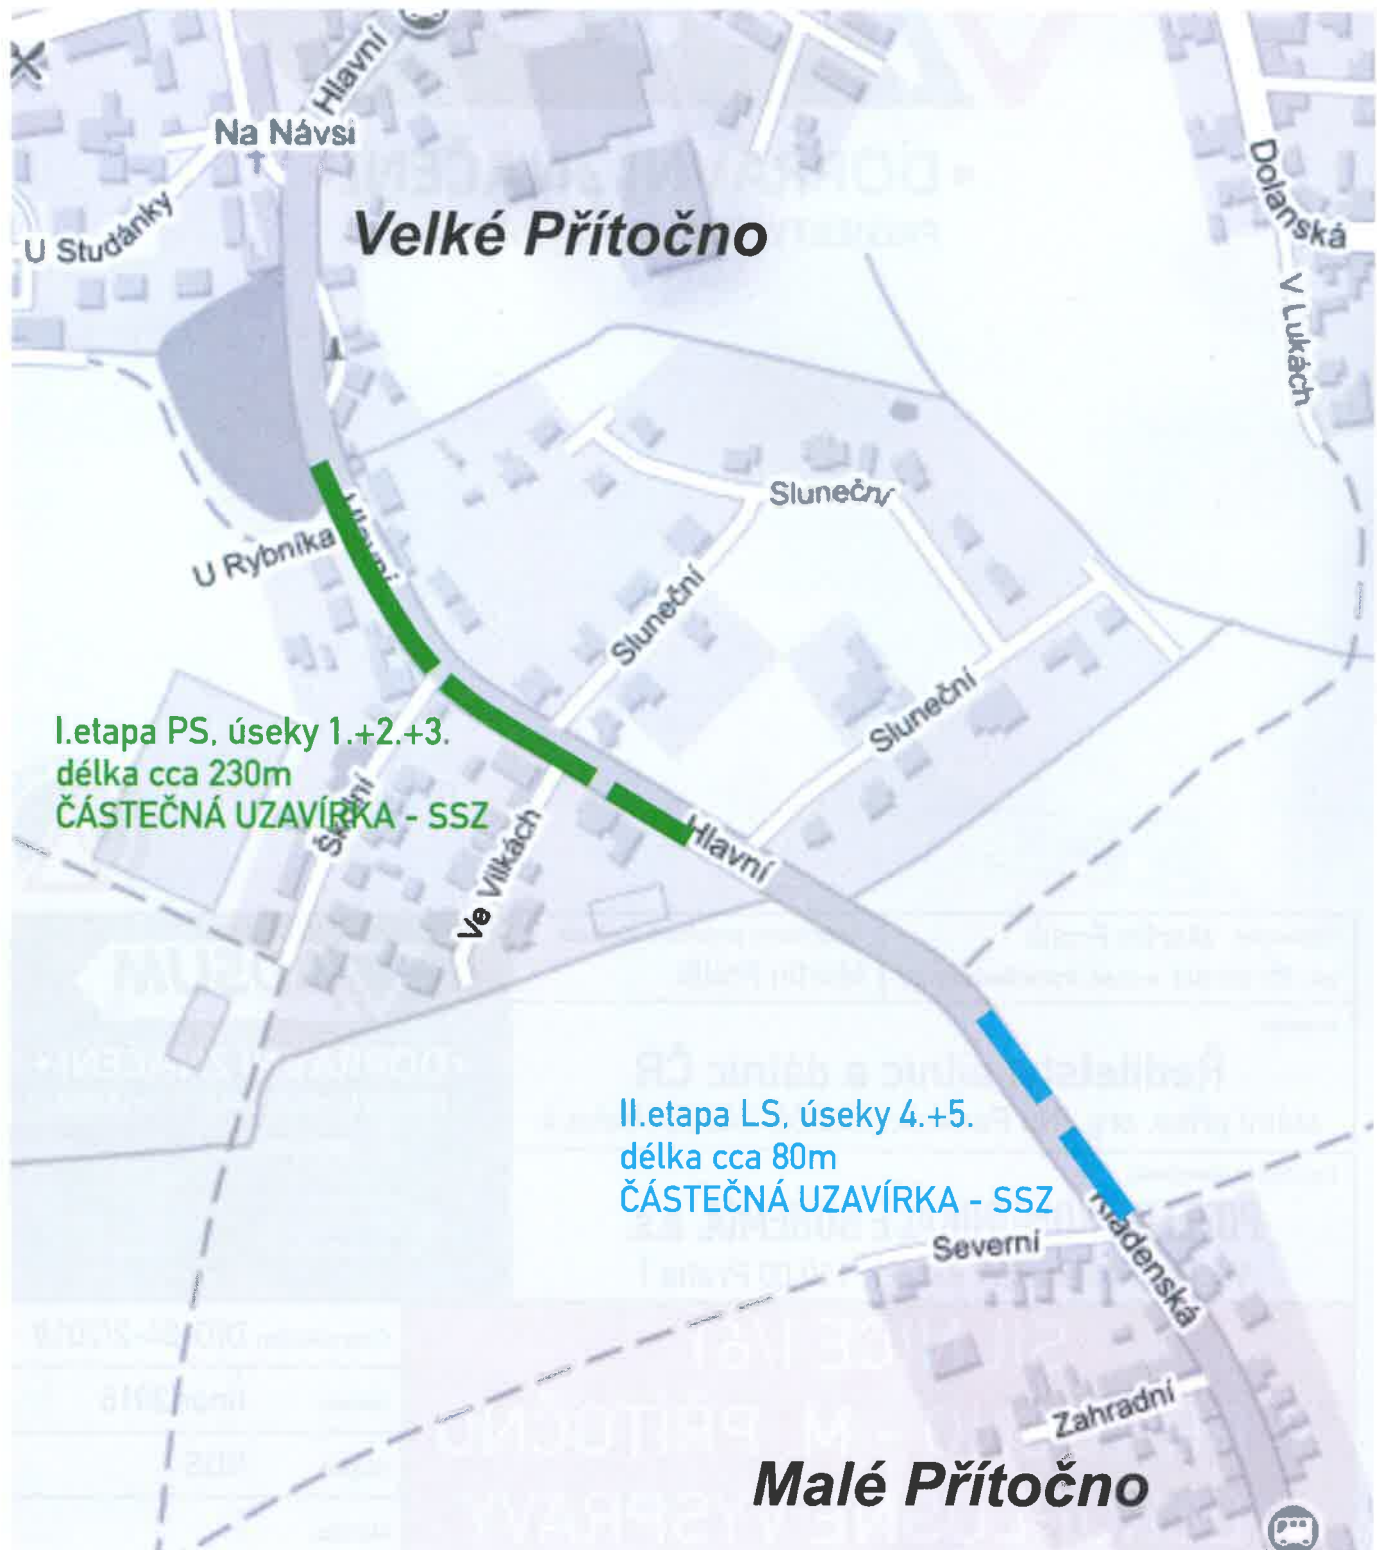 Hlavní
Na Návsi
U Studánky
Velké Přítočno
Dolanská
V Lukách
Sluneční
Hlavní
U Rybníka
Sluneční
Sluneční
I.etapa PS, úseky 1.+2.+3.
délka cca 230m
ČÁSTEČNÁ UZAVÍRKA - SSZ
Školní
Ve Vilkách
Hlavní
II.etapa LS, úseky 4.+5.
délka cca 80m
ČÁSTEČNÁ UZAVÍRKA - SSZ
Severní
Kladenská
Zahradní
Malé Přítočno